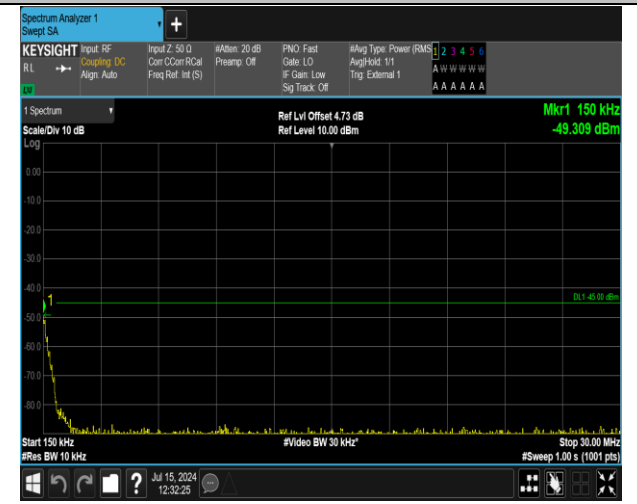 Spectrum Analyzer 1
Swept SA
+
KEYSIGHT
RL
Input: RF
Coupling: DC
Align: Auto
Input Z: 50 Ω
Corr CCorr RCal
Freq Ref: Int (S)
#Atten: 20 dB
Preamp: Off
PNO: Fast
Gate: LO
IF Gain: Low
Sig Track: Off
#Avg Type: Power (RMS
Avg|Hold: 1/1
Trig: External 1
1 2 3 4 5 6
A W W W W W
A A A A A A
1 Spectrum
Scale/Div 10 dB
Log
Ref Lvl Offset 4.73 dB
Ref Level 10.00 dBm
Mkr1 150 kHz
-49.309 dBm
0.00
-10.0
-20.0
-30.0
-40.0
-50.0
-60.0
-70.0
-80.0
1
DL1 -45.00 dBm
Start 150 kHz
#Res BW 10 kHz
#Video BW 30 kHz*
Stop 30.00 MHz
#Sweep 1.00 s (1001 pts)
?
Jul 15, 2024
12:32:25